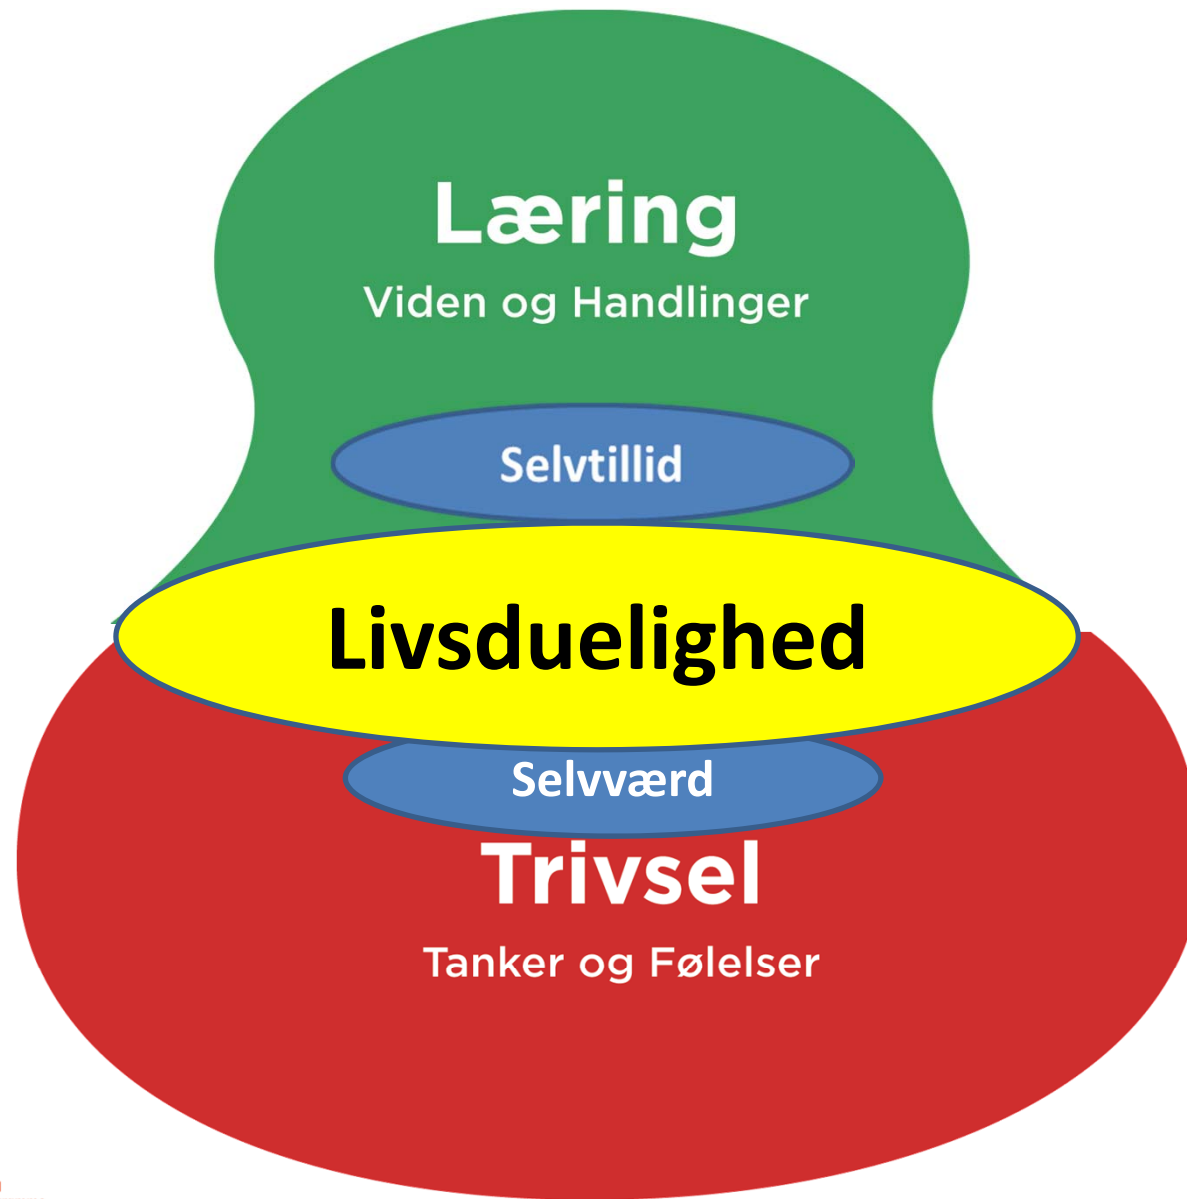 Læring
Viden og Handlinger
Selvtillid
Livsduelighed
Selvværd
Trivsel
Tanker og Følelser